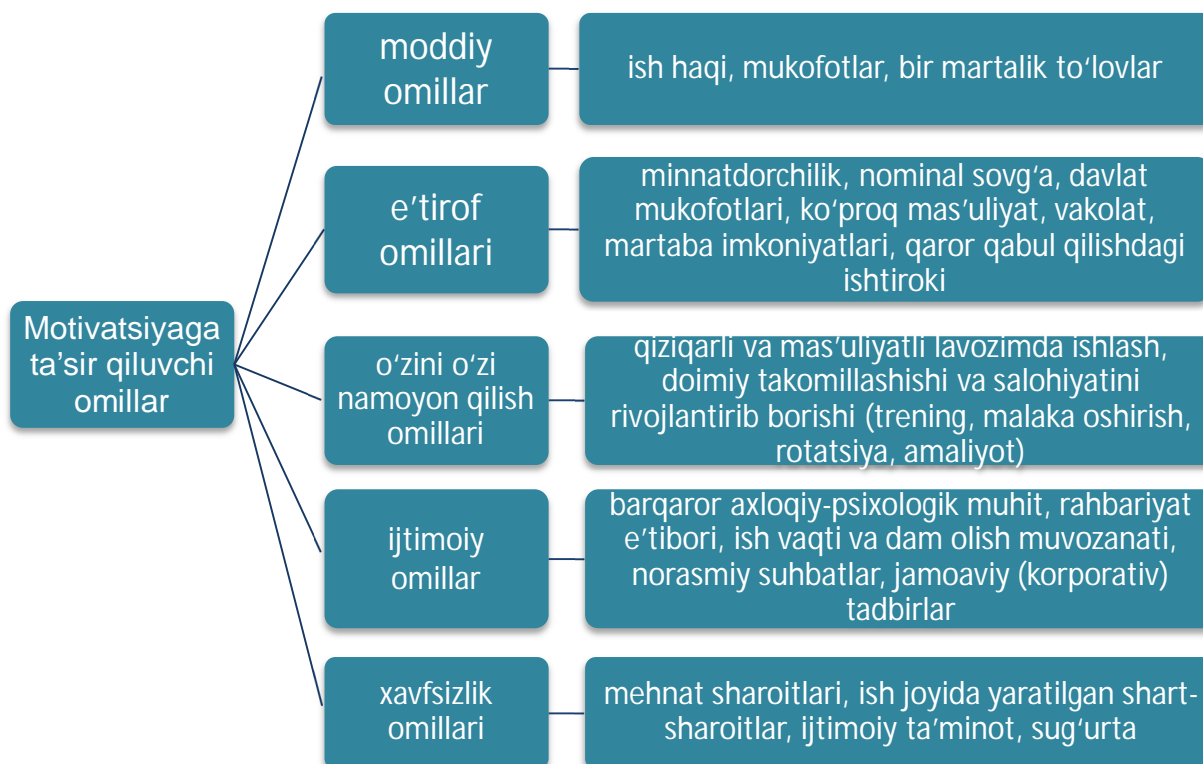 Motivatsiyaga
ta’sir qiluvchi
omillar
moddiy
omillar
ish haqi, mukofotlar, bir martalik to‘lovlar
e’tirof
omillari
minnatdorchilik, nominal sovg‘a, davlat
mukofotlari, ko‘proq mas’uliyat, vakolat,
martaba imkoniyatlari, qaror qabul qilishdagi
ishtiroki
o‘zini o‘zi
namoyon qilish
omillari
qiziqarli va mas’uliyatli lavozimda ishlash,
doimiy takomillashishi va salohiyatini
rivojlantirib borishi (trening, malaka oshirish,
rotatsiya, amaliyot)
ijtimoiy
omillar
barqaror axloqiy-psixologik muhit, rahbariyat
e’tibori, ish vaqti va dam olish muvozanati,
norasmiy suhbatlar, jamoaviy (korporativ)
tadbirlar
xavfsizlik
omillari
mehnat sharoitlari, ish joyida yaratilgan shart-
sharoitlar, ijtimoiy ta’minot, sug‘urta